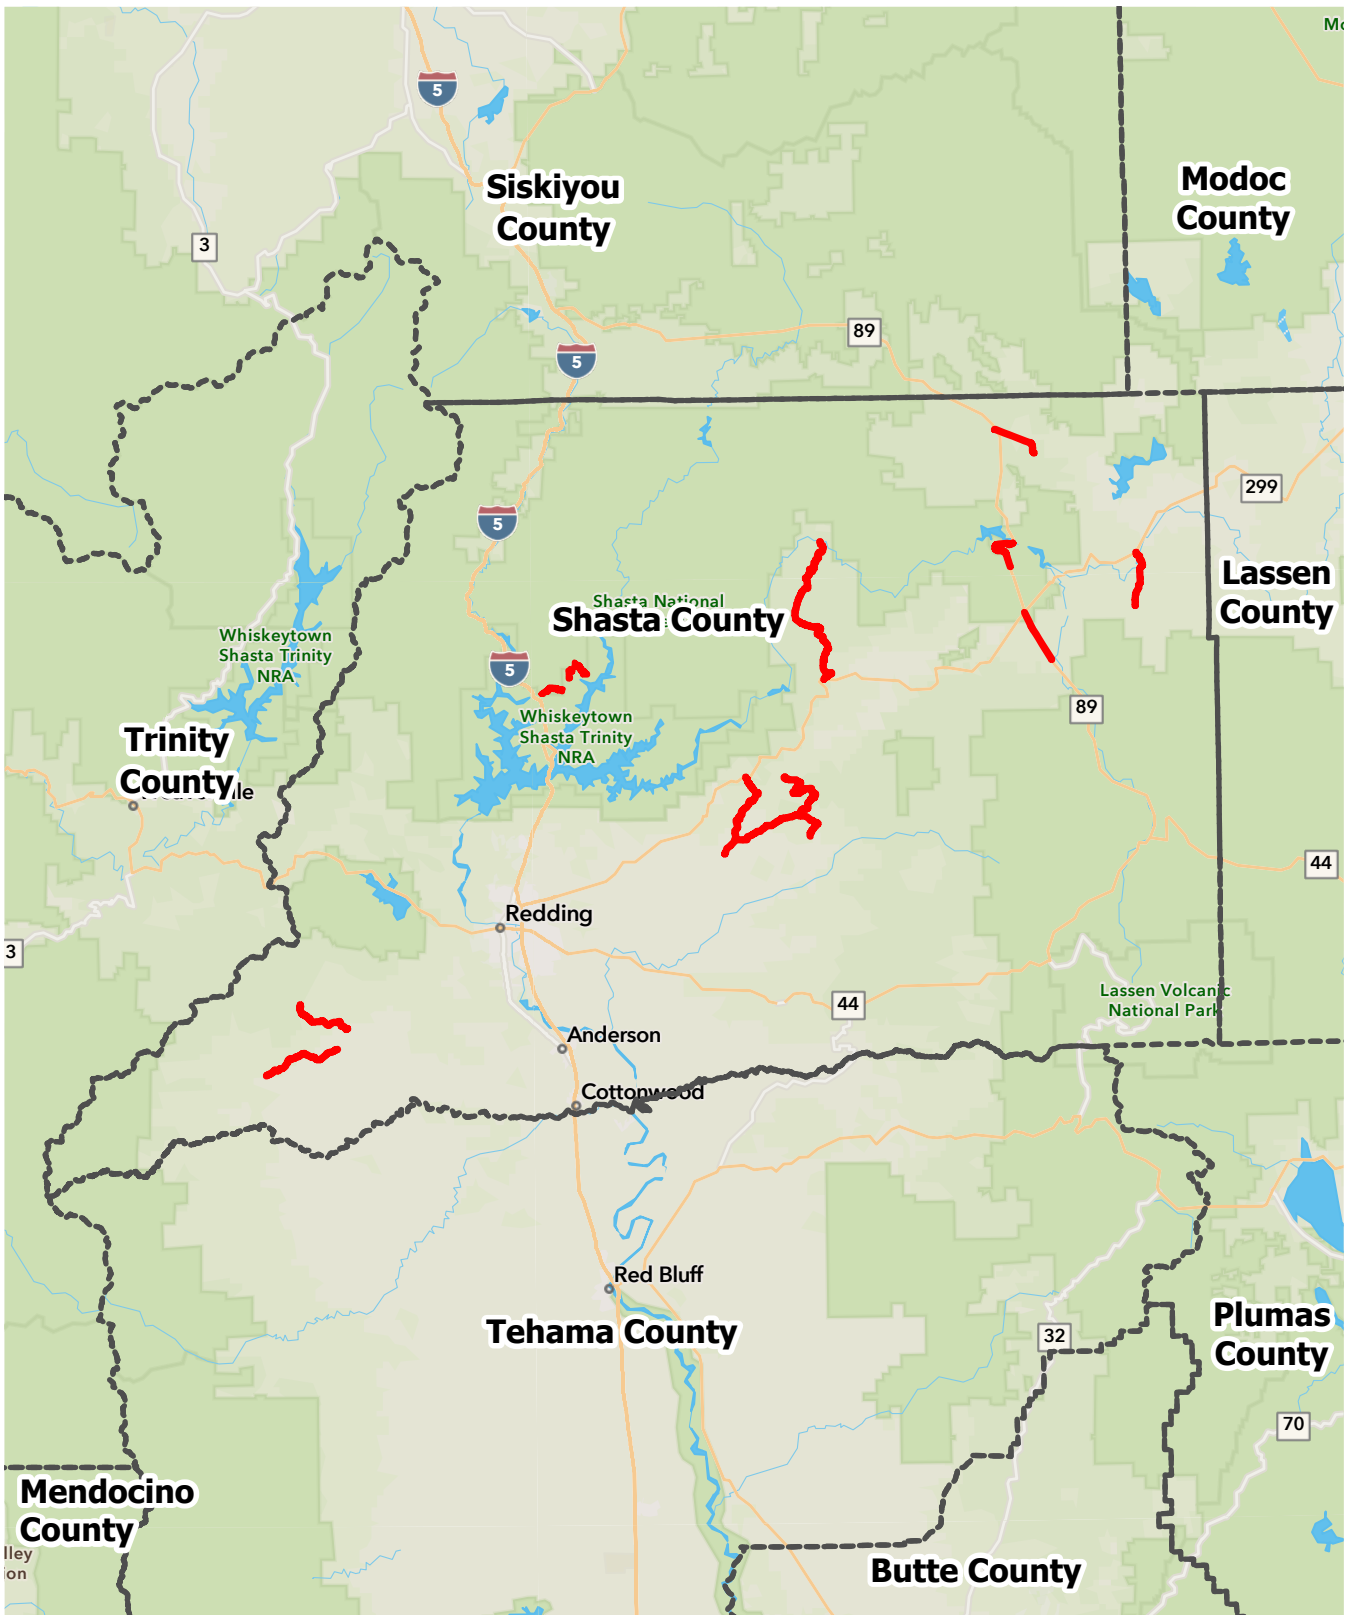 5
Siskiyou
County
Modoc
County
3
89
5
299
5
Lassen
County
Shasta National
Shasta County
Whiskeytown
Shasta Trinity
NRA
5
Whiskeytown
Shasta Trinity
NRA
89
Trinity
County
44
Redding
3
Lassen Volcanic
National Park
44
Anderson
Cottonwood
Red Bluff
Tehama County
32
Plumas
County
70
Mendocino
County
lley
ion
Butte County